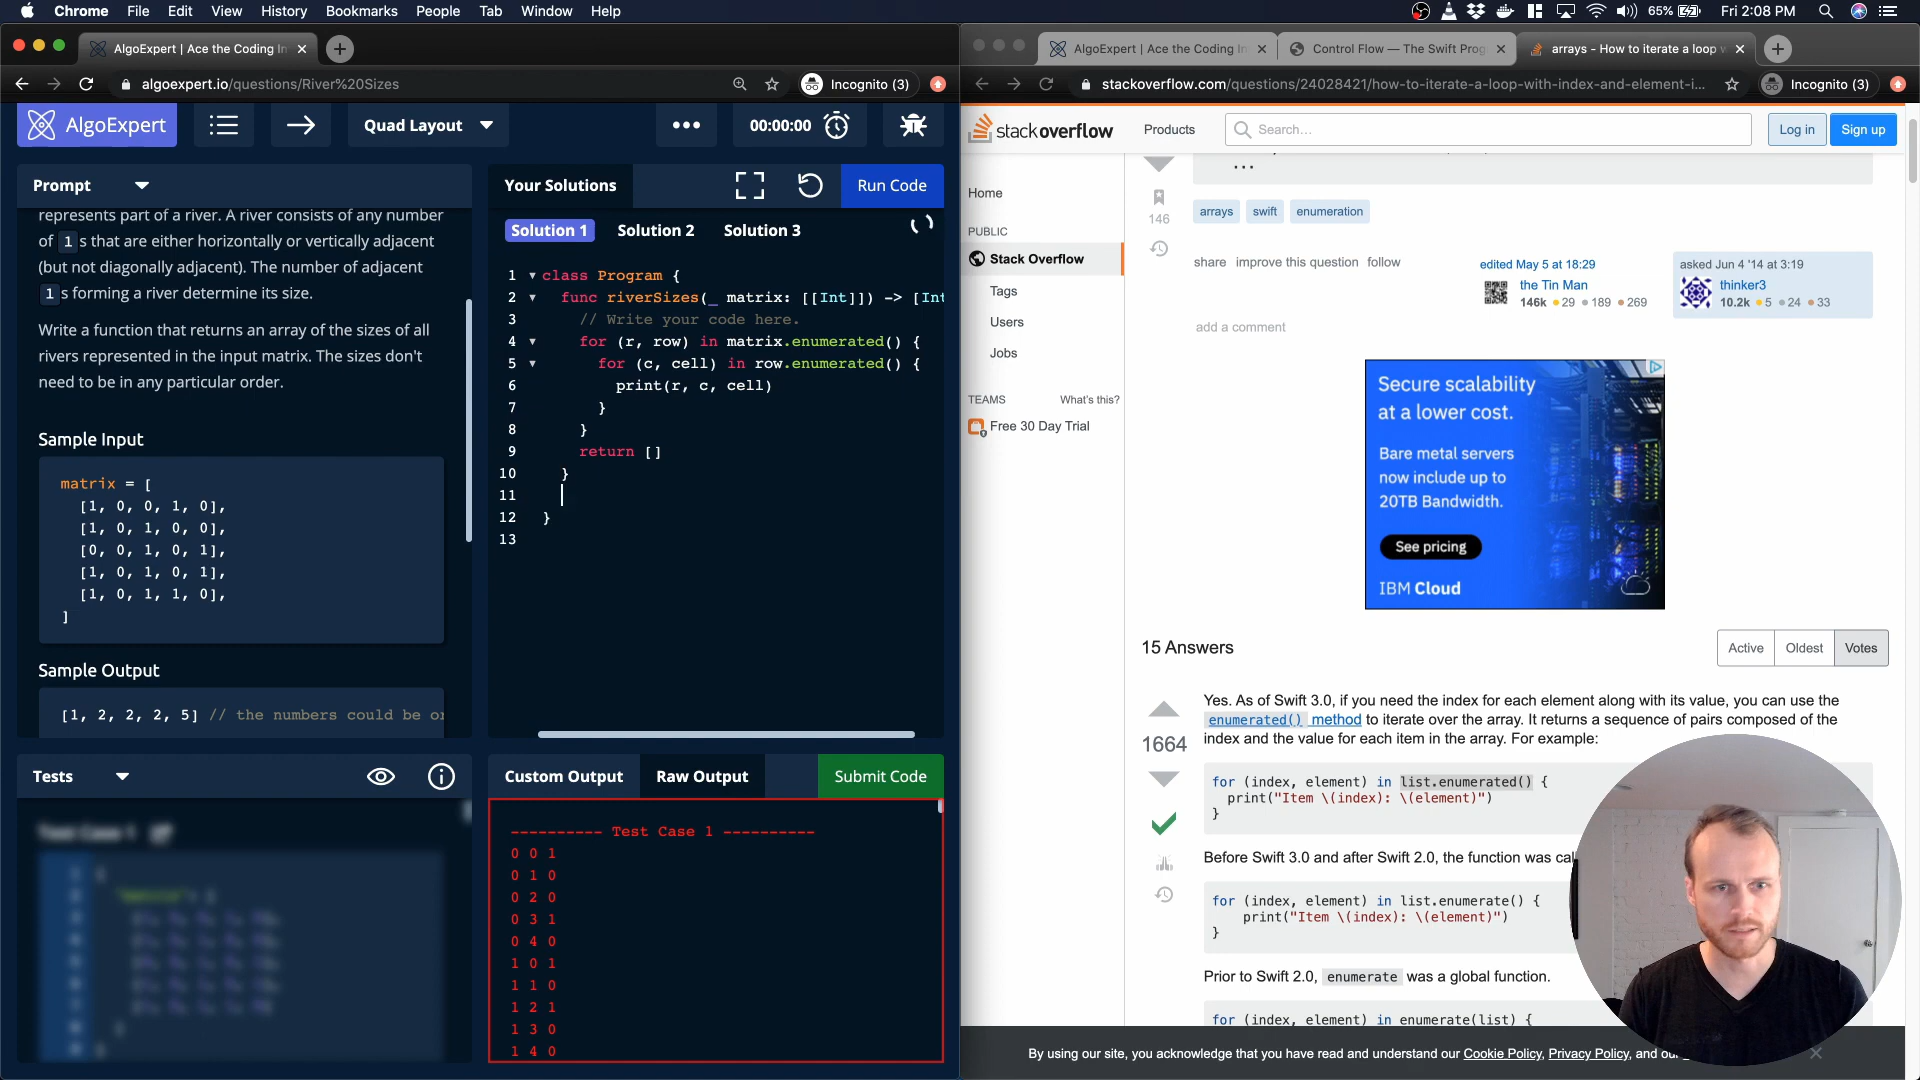 Chrome File Edit View History Bookmarks People Tab Window Help
65% Fri 2:08 PM
AlgoExpert | Ace the Coding In
algoexpert.io/questions/River%20Sizes
Incognito (3)
AlgoExpert
Quad Layout
00:00:00
Prompt
represents part of a river. A river consists of any number
of 1 s that are either horizontally or vertically adjacent
(but not diagonally adjacent). The number of adjacent
1 s forming a river determine its size.
Write a function that returns an array of the sizes of all
rivers represented in the input matrix. The sizes don't
need to be in any particular order.
Sample Input
matrix = [
[1, 0, 0, 1, 0],
[1, 0, 1, 0, 0],
[0, 0, 1, 0, 1],
[1, 0, 1, 0, 1],
[1, 0, 1, 1, 0],
]
Sample Output
[1, 2, 2, 2, 5] // the numbers could be or
Tests
Test Case 1
Your Solutions
Run Code
Solution 1 Solution 2 Solution 3
1 class Program {
2 func riverSizes(_ matrix: [[Int]]) -> [Int
3 // Write your code here.
4 for (r, row) in matrix.enumerated() {
5 for (c, cell) in row.enumerated() {
6 print(r, c, cell)
7 }
8 }
9 return []
10 }
11
12 }
13
Custom Output Raw Output Submit Code
---------- Test Case 1 ----------
0 0 1
0 1 0
0 2 0
0 3 1
0 4 0
1 0 1
1 1 0
1 2 1
1 3 0
1 4 0
AlgoExpert | Ace the Coding In
Control Flow — The Swift Prog
arrays - How to iterate a loop w
stackoverflow.com/questions/24028421/how-to-iterate-a-loop-with-index-and-element-i...
Incognito (3)
stackoverflow
Products
Search...
Log in
Sign up
Home
PUBLIC
Stack Overflow
Tags
Users
Jobs
TEAMS What's this?
Free 30 Day Trial
...
146
arrays swift enumeration
share improve this question follow
edited May 5 at 18:29
the Tin Man
146k 29 189 269
asked Jun 4 '14 at 3:19
thinker3
10.2k 5 24 33
add a comment
Secure scalability
at a lower cost.
Bare metal servers
now include up to
20TB Bandwidth.
See pricing
IBM Cloud
15 Answers
Active Oldest Votes
1664
Yes. As of Swift 3.0, if you need the index for each element along with its value, you can use the
enumerated() method to iterate over the array. It returns a sequence of pairs composed of the
index and the value for each item in the array. For example:
for (index, element) in list.enumerated() {
print("Item \(index): \(element)")
}
Before Swift 3.0 and after Swift 2.0, the function was cal
for (index, element) in list.enumerate() {
print("Item \(index): \(element)")
}
Prior to Swift 2.0, enumerate was a global function.
for (index, element) in enumerate(list) {
By using our site, you acknowledge that you have read and understand our Cookie Policy, Privacy Policy, and our